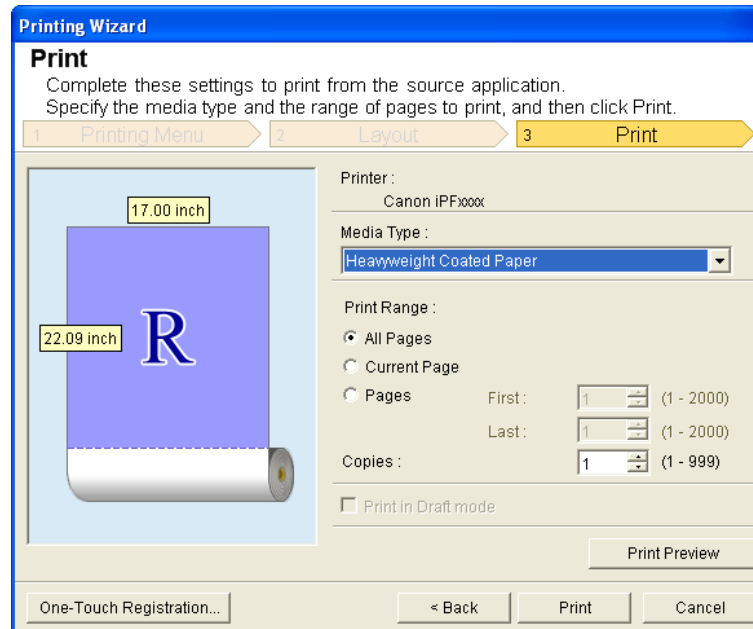 Printing Wizard
Print
Complete these settings to print from the source application.
Specify the media type and the range of pages to print, and then click Print.
1 Printing Menu 2 Layout 3 Print
Printer :
Canon iPFxxxx
17.00 inch
Media Type :
Heavyweight Coated Paper
Print Range :
22.09 inch
R
All Pages
Current Page
Pages First : 1 (1 - 2000)
Last : 1 (1 - 2000)
Copies : 1 (1 - 999)
Print in Draft mode
Print Preview
One-Touch Registration... < Back Print Cancel